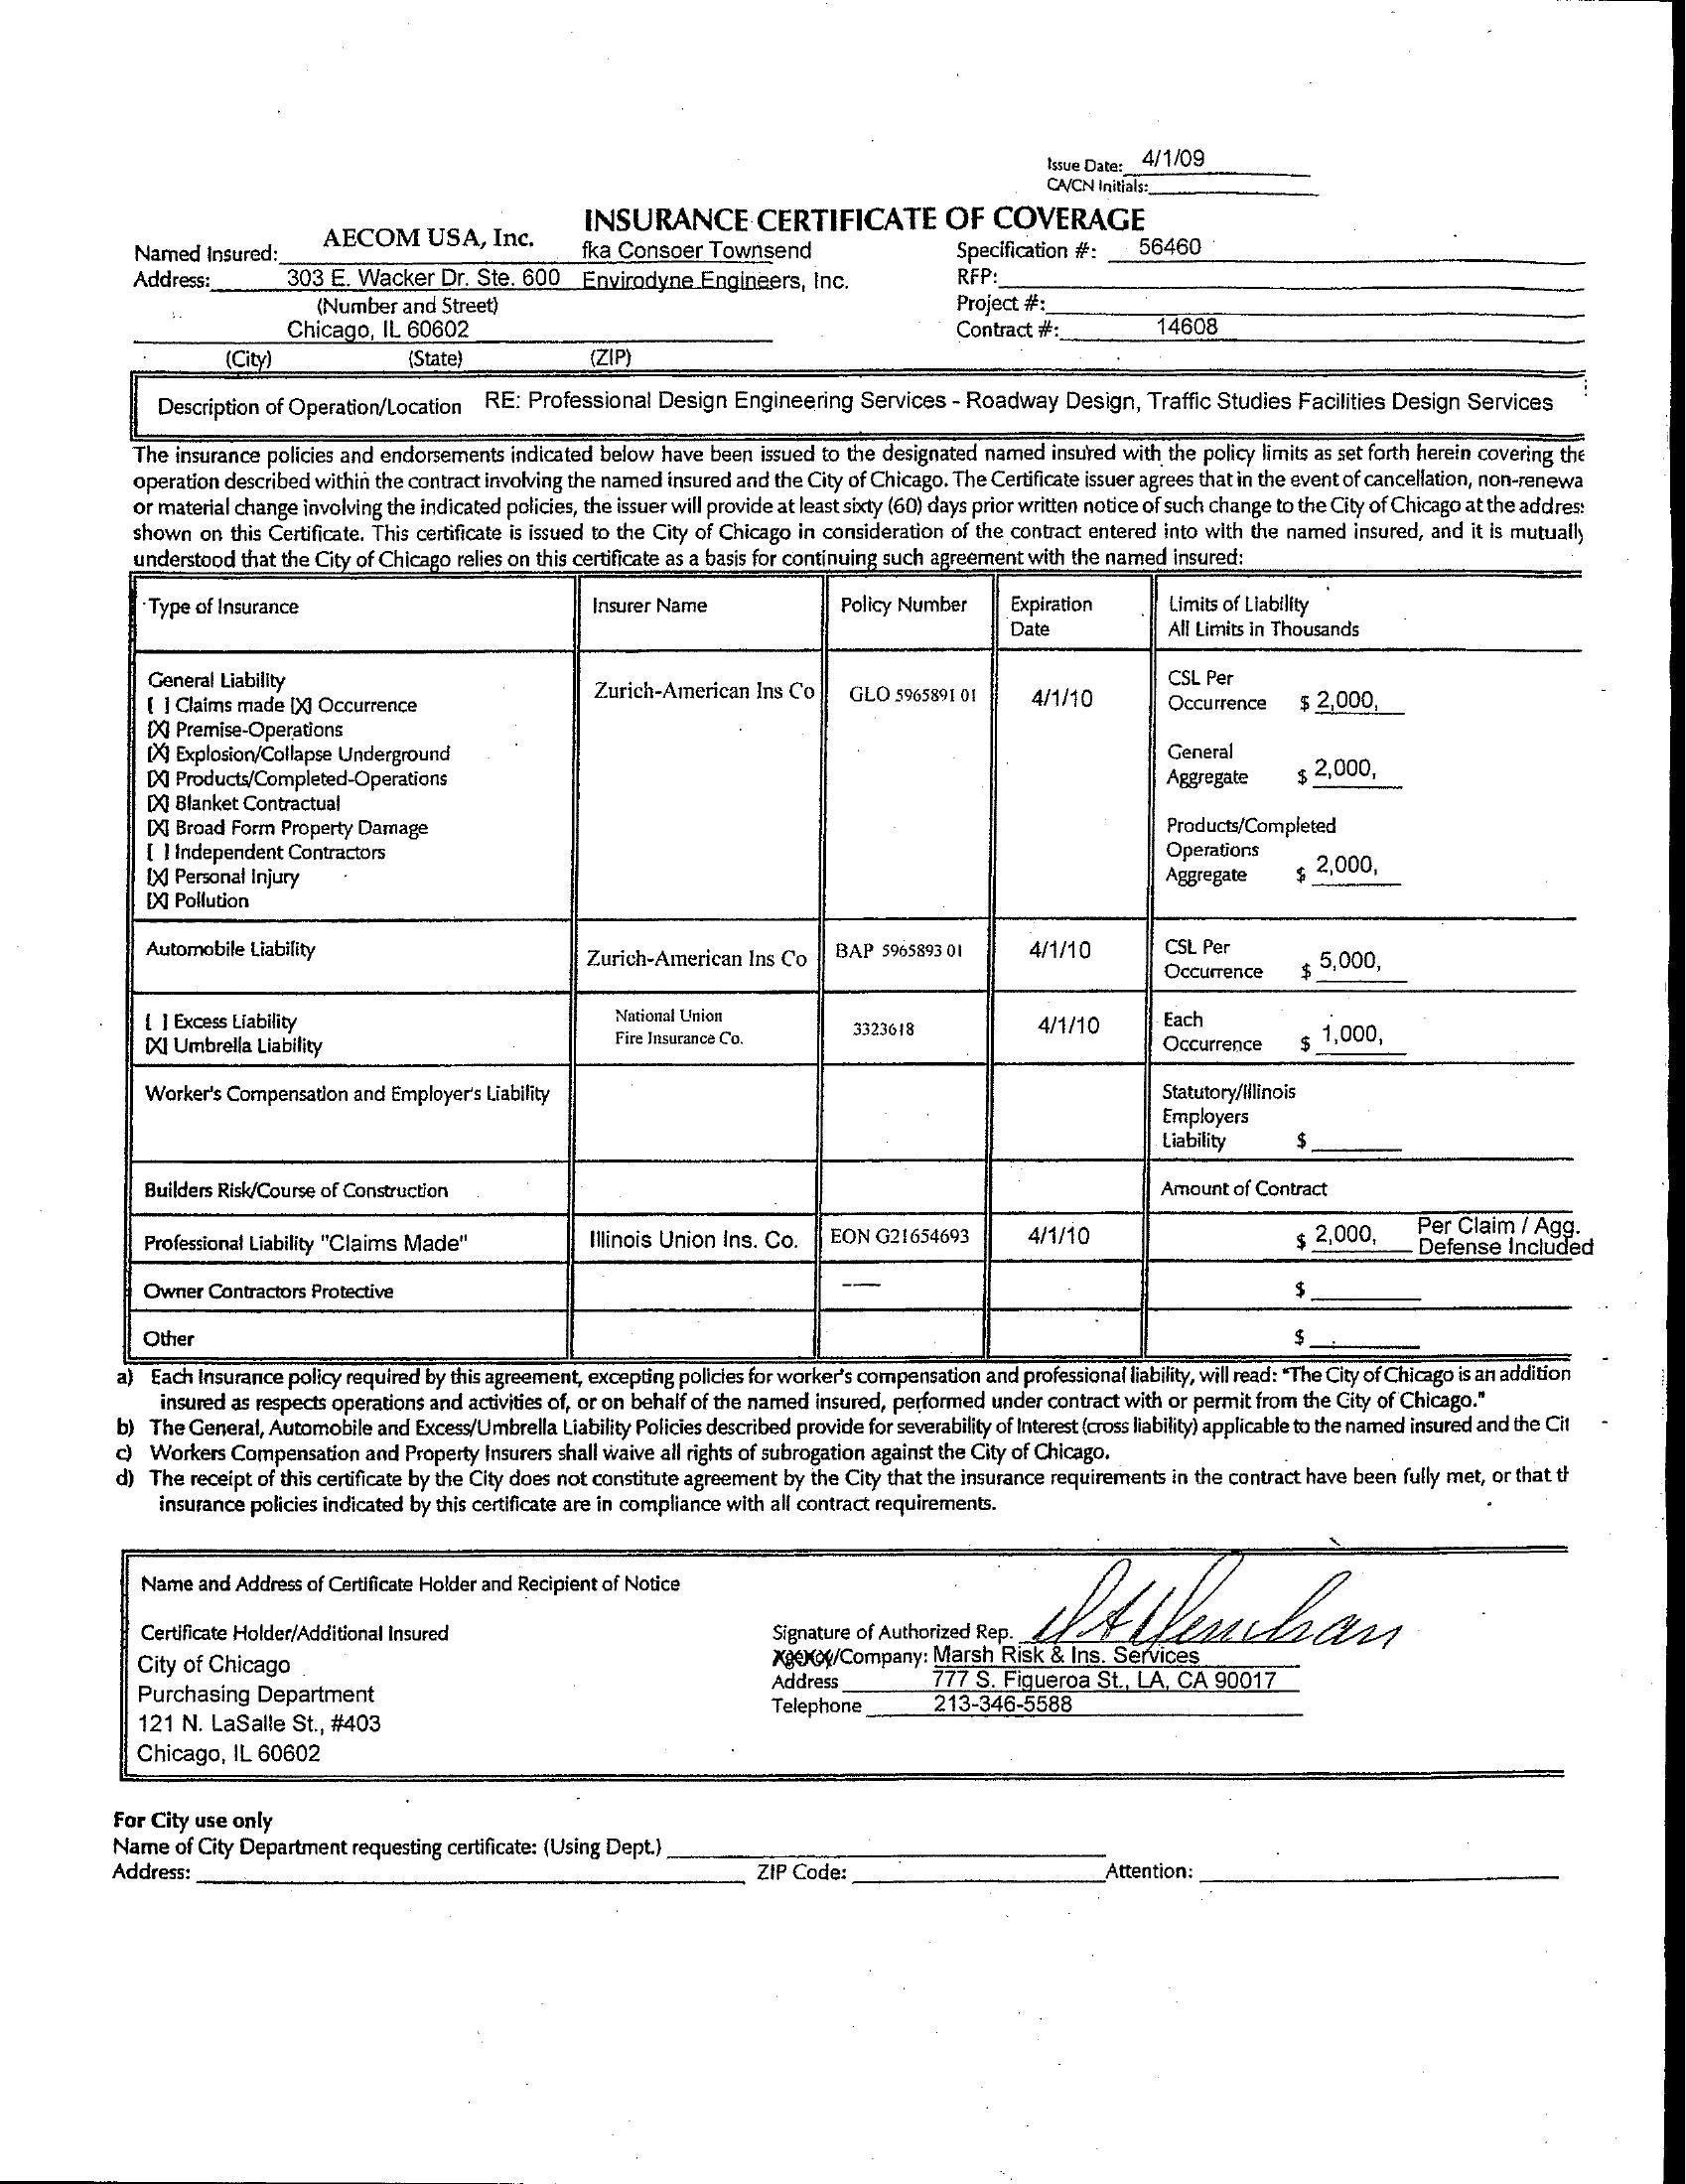 Issue Date: 4/1/09
CA/CN Initials:
INSURANCE CERTIFICATE OF COVERAGE
Named Insured: AECOM USA, Inc. fka Consoer Townsend Specification #: 56460
Address: 303 E. Wacker Dr. Ste. 600 Envirodyne Engineers, Inc. RFP:
(Number and Street) Project #:
Chicago, IL 60602 Contract #: 14608
(City) (State) (ZIP)
Description of Operation/Location RE: Professional Design Engineering Services - Roadway Design, Traffic Studies Facilities Design Services
The insurance policies and endorsements indicated below have been issued to the designated named insured with the policy limits as set forth herein covering the
operation described within the contract involving the named insured and the City of Chicago. The Certificate issuer agrees that in the event of cancellation, non-renewa
or material change involving the indicated policies, the issuer will provide at least sixty (60) days prior written notice of such change to the City of Chicago at the addres
shown on this Certificate. This certificate is issued to the City of Chicago in consideration of the contract entered into with the named insured, and it is mutually
understood that the City of Chicago relies on this certificate as a basis for continuing such agreement with the named insured:
Type of Insurance Insurer Name Policy Number Expiration Date Limits of Liability
All Limits in Thousands
General Liability Zurich-American Ins Co GLO 5965891 01 4/1/10 CSL Per
[ ] Claims made [X] Occurrence Occurrence $ 2,000,
[X] Premise-Operations
[X] Explosion/Collapse Underground General
[X] Products/Completed-Operations Aggregate $ 2,000,
[X] Blanket Contractual
[X] Broad Form Property Damage Products/Completed
[ ] Independent Contractors Operations
[X] Personal Injury Aggregate $ 2,000,
[X] Pollution
Automobile Liability Zurich-American Ins Co BAP 5965893 01 4/1/10 CSL Per
Occurrence $ 5,000,
[ ] Excess Liability National Union 3323618 4/1/10 Each
[X] Umbrella Liability Fire Insurance Co. Occurrence $ 1,000,
Worker's Compensation and Employer's Liability Statutory/Illinois
Employers
Liability $
Builders Risk/Course of Construction Amount of Contract
Professional Liability "Claims Made" Illinois Union Ins. Co. EON G21654693 4/1/10 $ 2,000, Per Claim / Agg.
Defense Included
Owner Contractors Protective — $
Other $
a) Each Insurance policy required by this agreement, excepting policies for worker's compensation and professional liability, will read: "The City of Chicago is an addition
insured as respects operations and activities of, or on behalf of the named insured, performed under contract with or permit from the City of Chicago."
b) The General, Automobile and Excess/Umbrella Liability Policies described provide for severability of Interest (cross liability) applicable to the named insured and the Cit
c) Workers Compensation and Property Insurers shall waive all rights of subrogation against the City of Chicago.
d) The receipt of this certificate by the City does not constitute agreement by the City that the insurance requirements in the contract have been fully met, or that th
insurance policies indicated by this certificate are in compliance with all contract requirements.
Name and Address of Certificate Holder and Recipient of Notice
Certificate Holder/Additional Insured Signature of Authorized Rep.
City of Chicago /Company: Marsh Risk & Ins. Services
Purchasing Department Address 777 S. Figueroa St., LA, CA 90017
121 N. LaSalle St., #403 Telephone 213-346-5588
Chicago, IL 60602
For City use only
Name of City Department requesting certificate: (Using Dept.)
Address: ZIP Code: Attention: